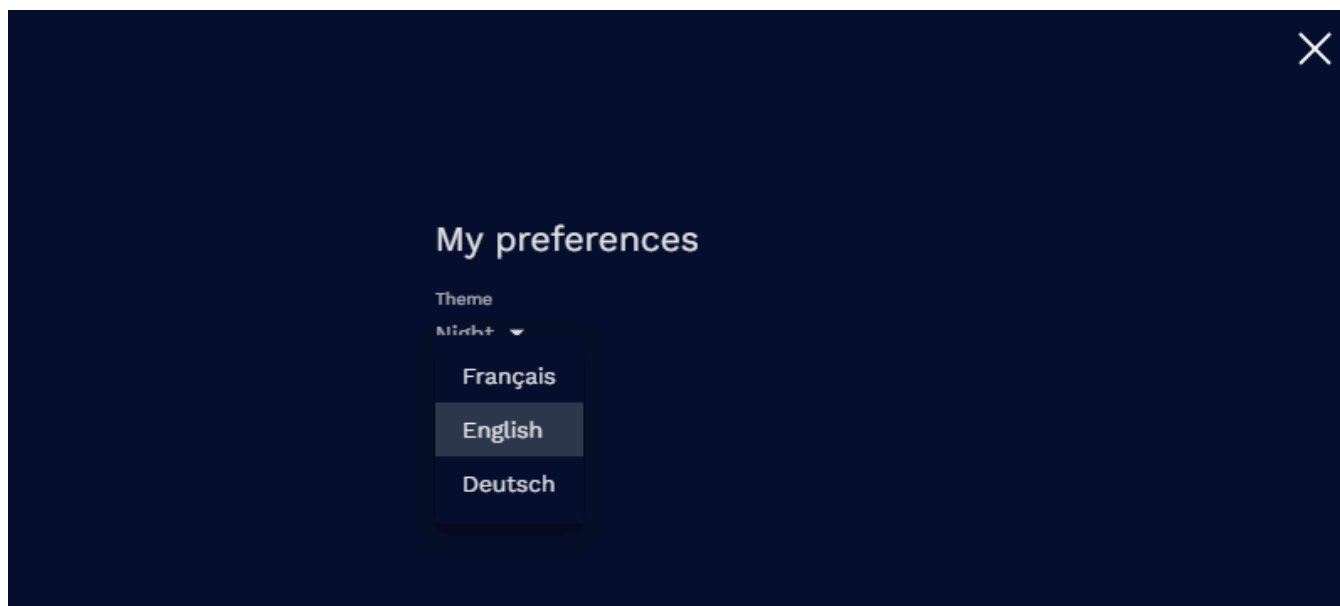 My preferences
Theme
Night
Français
English
Deutsch